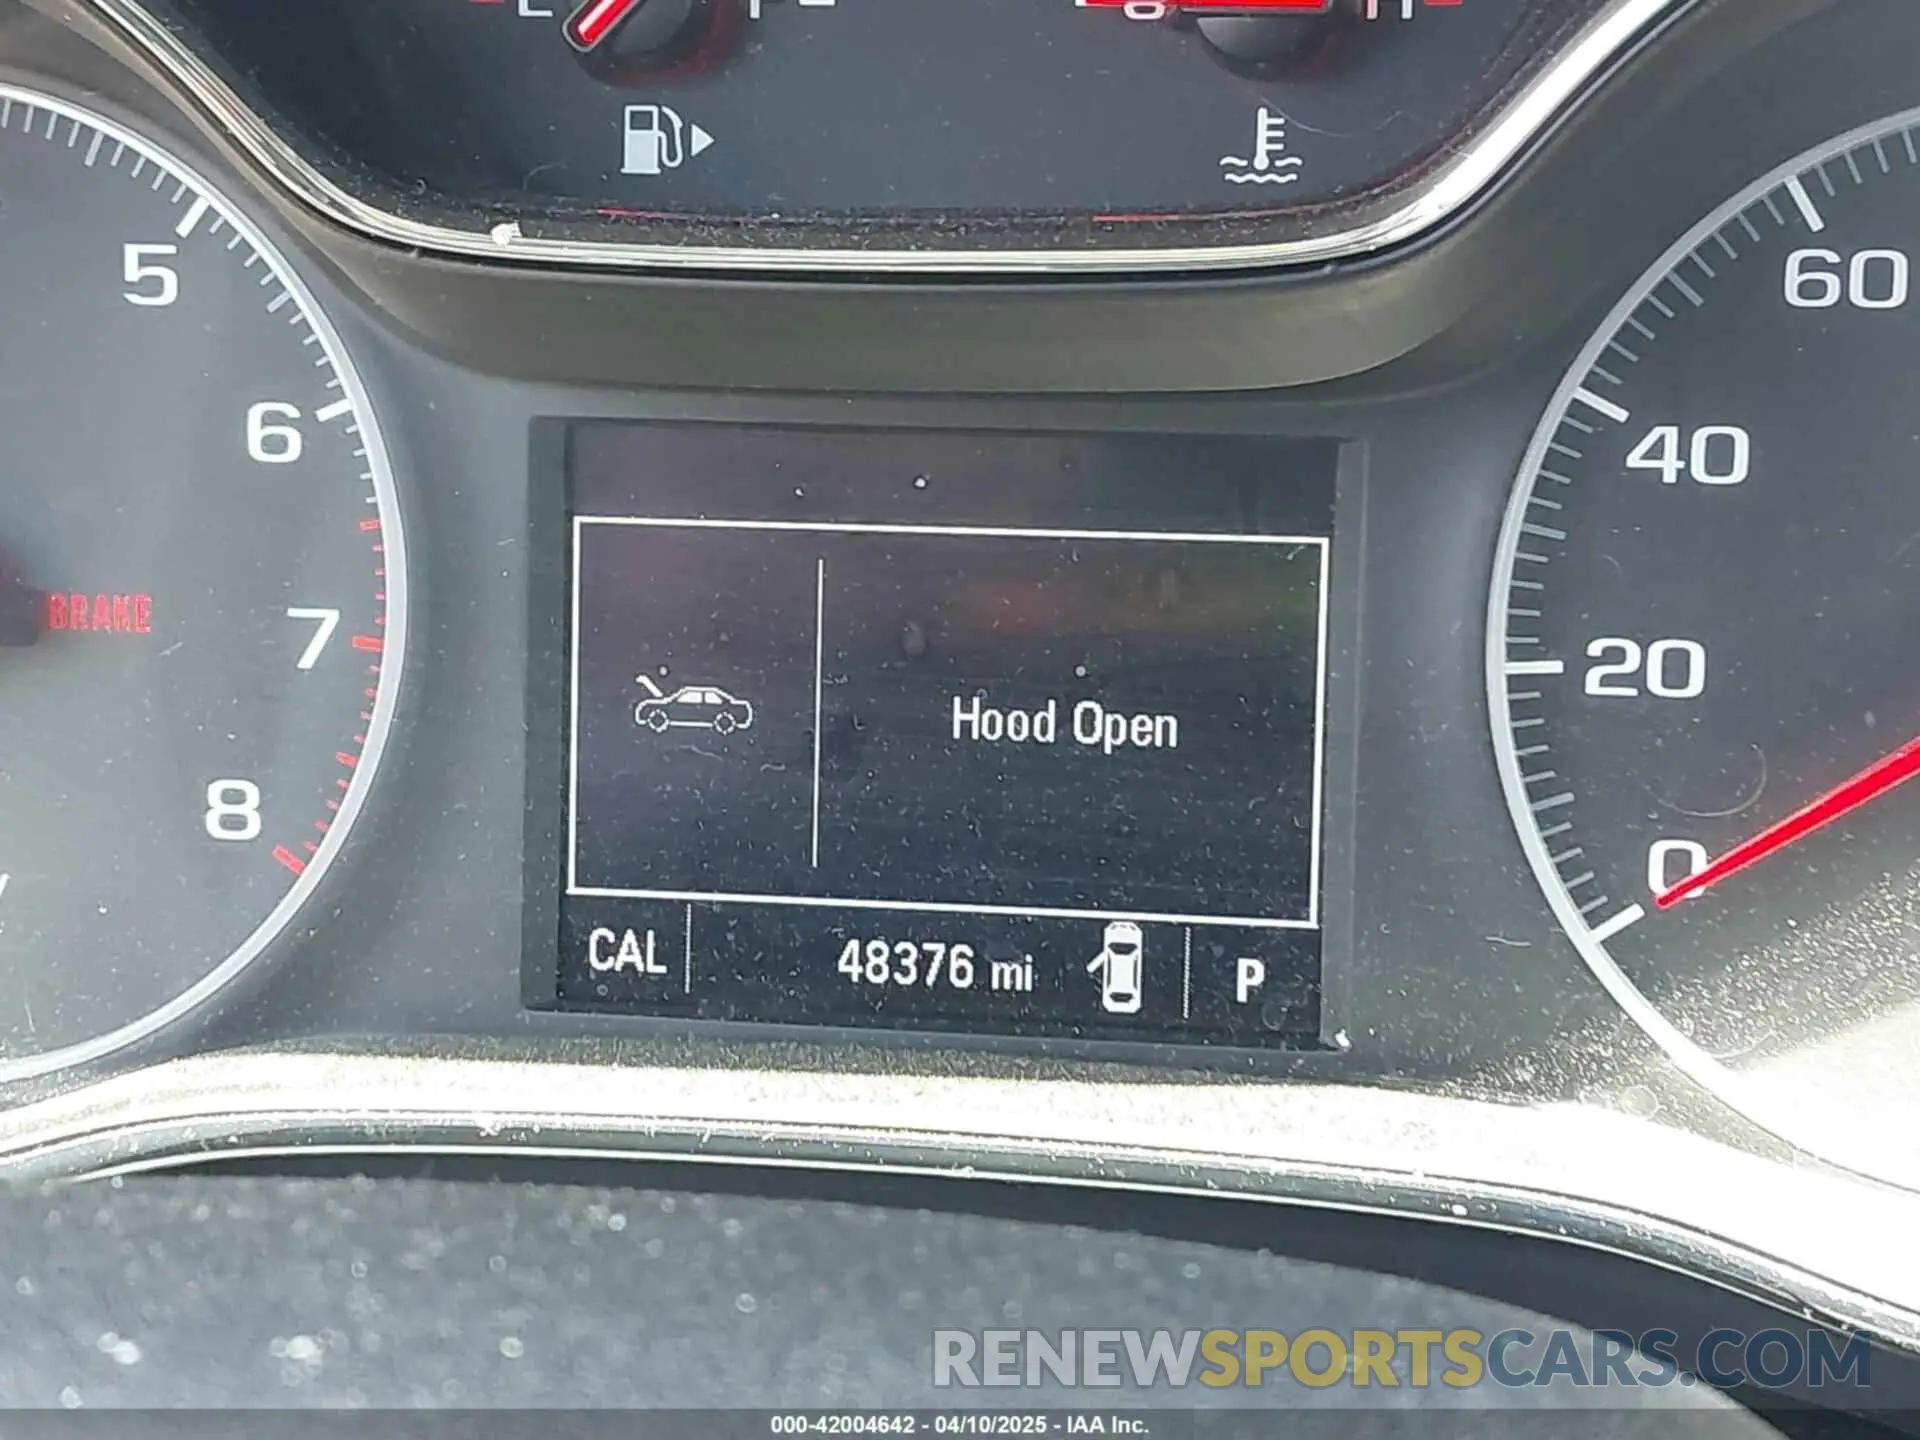 5
6
7
8
BRAKE
60
40
20
0
Hood Open
CAL
48376 mi
P
RENEWSPORTSCARS.COM
000-42004642 - 04/10/2025 - IAA Inc.